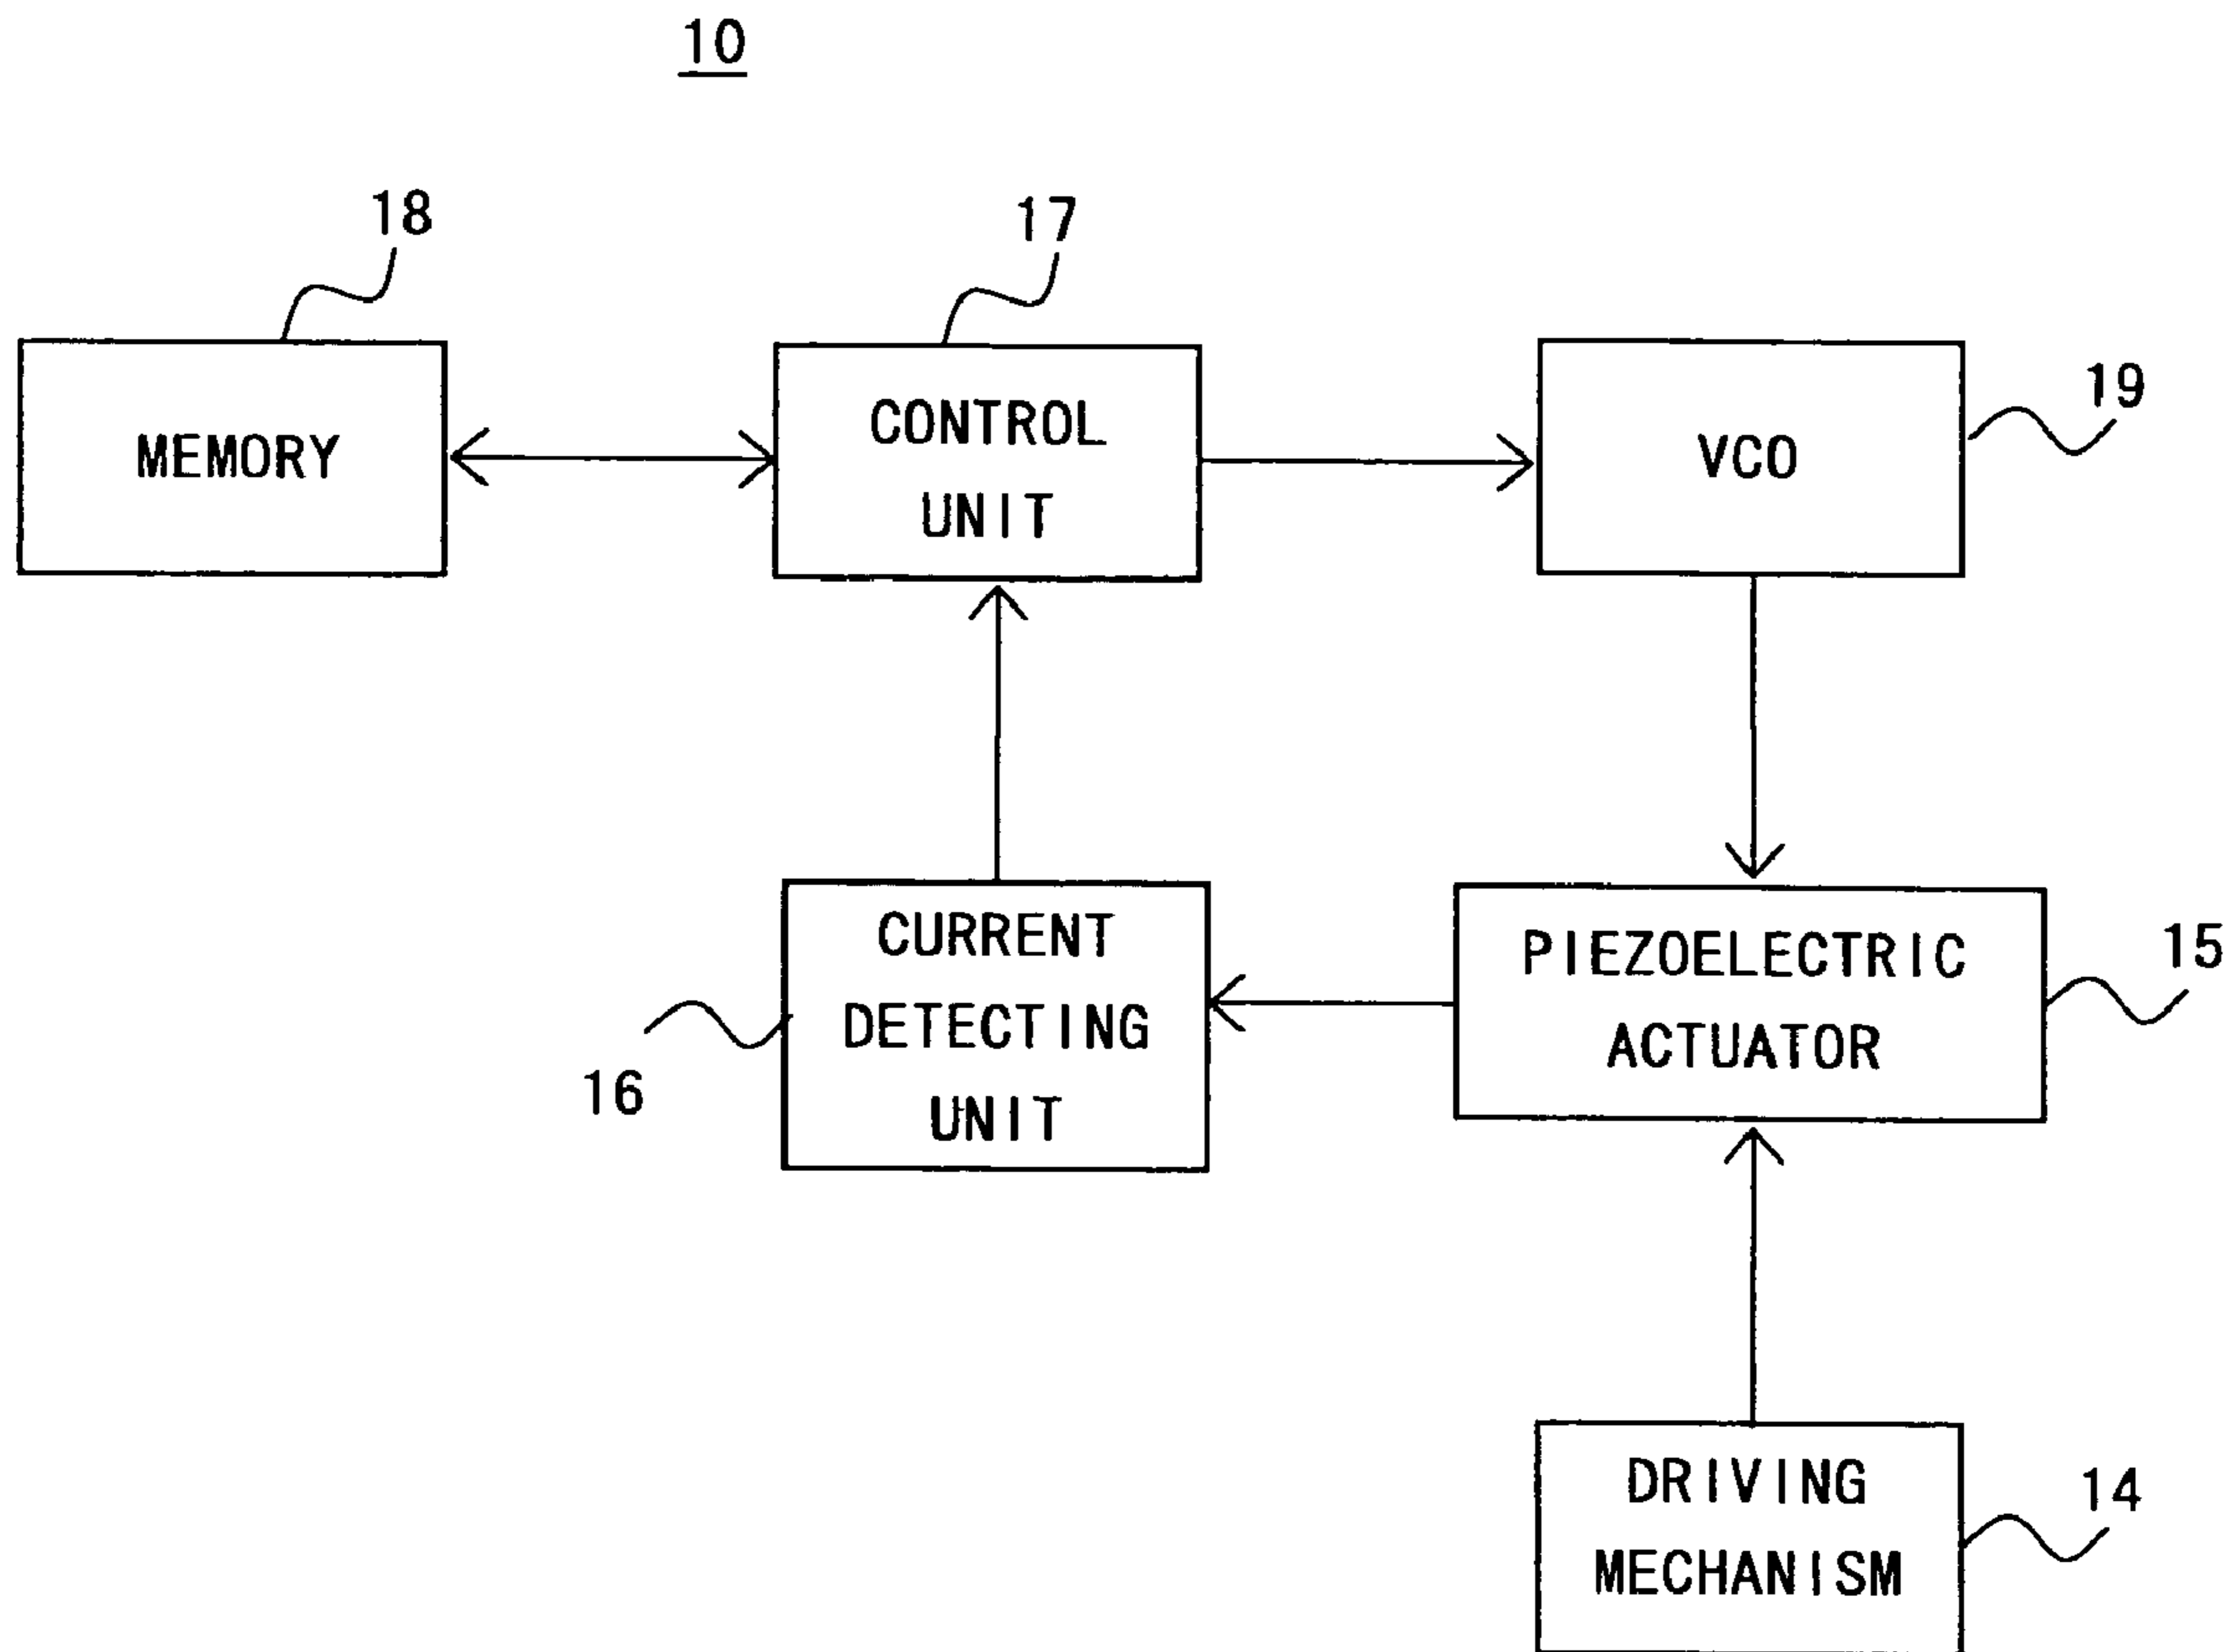 10
18
17
MEMORY
CONTROL
UNIT
VCO
19
CURRENT
DETECTING
UNIT
16
PIEZOELECTRIC
ACTUATOR
15
DRIVING
MECHANISM
14